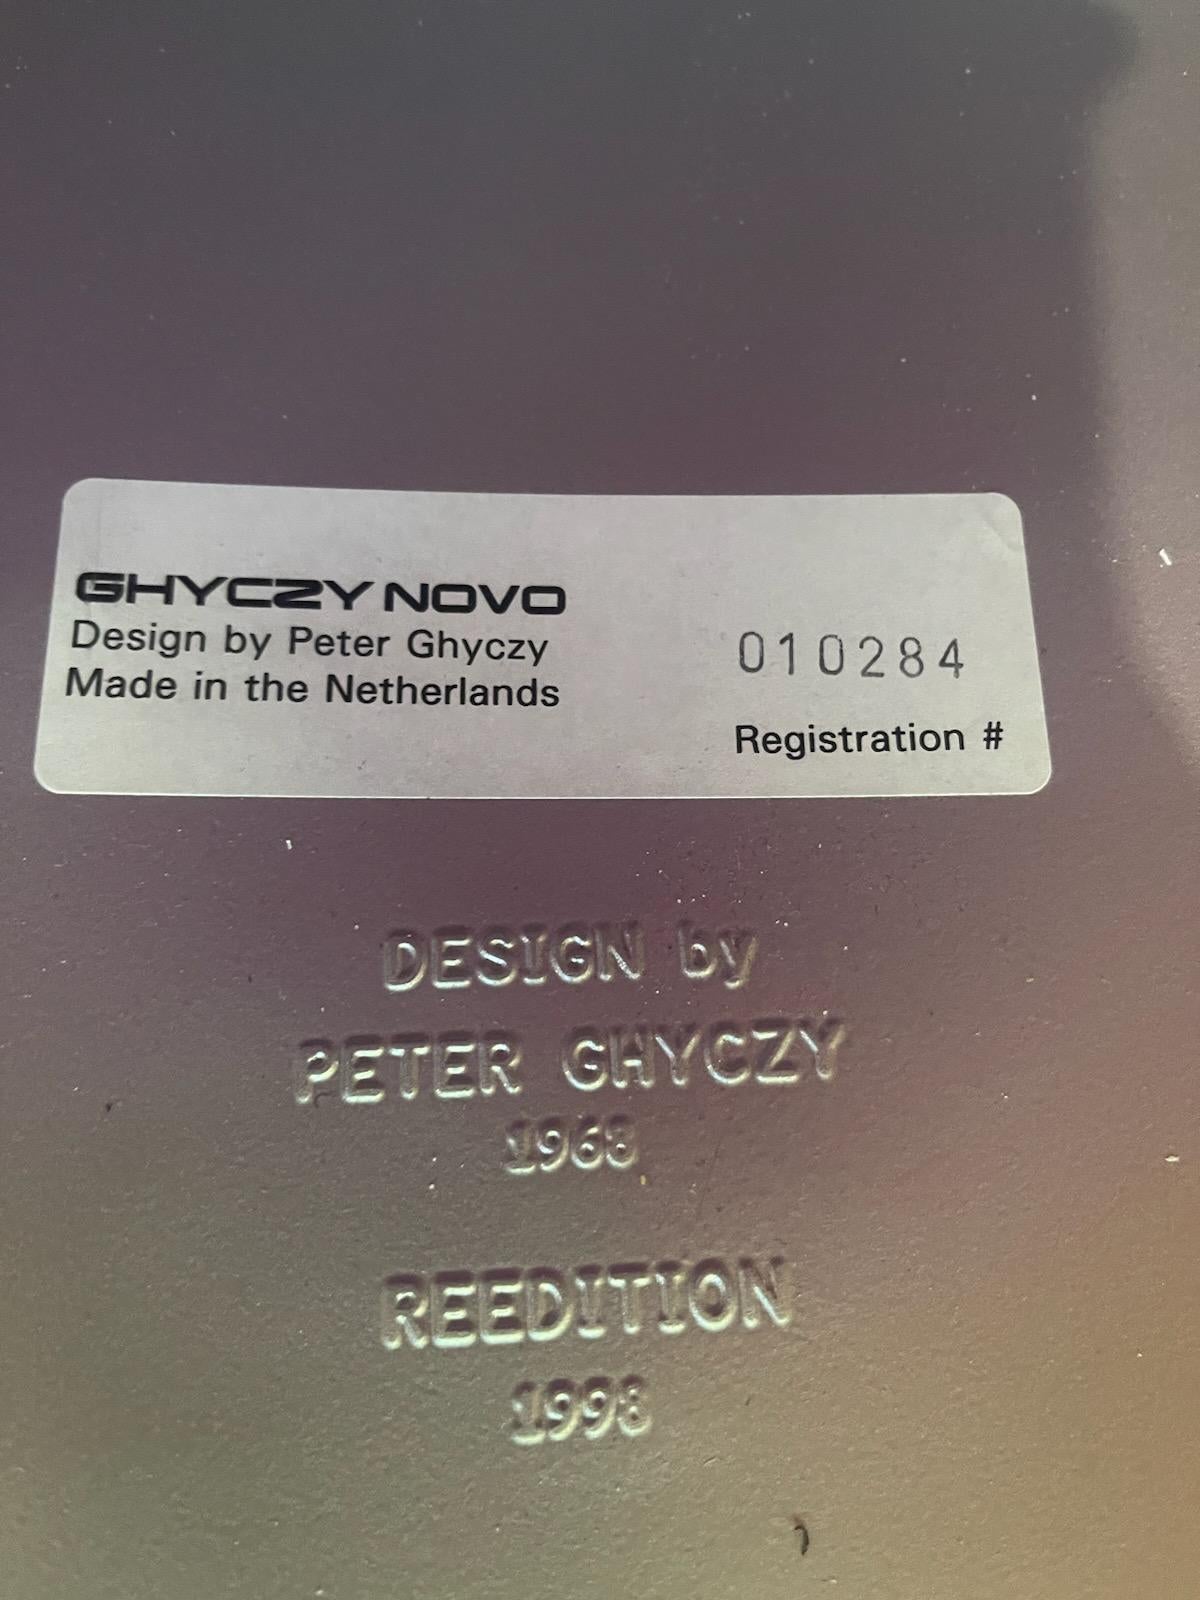 GHYCZY NOVO
Design by Peter Ghyczy
Made in the Netherlands
010284
Registration #
DESIGN by
PETER GHYCZY
1968
REEDITION
1998